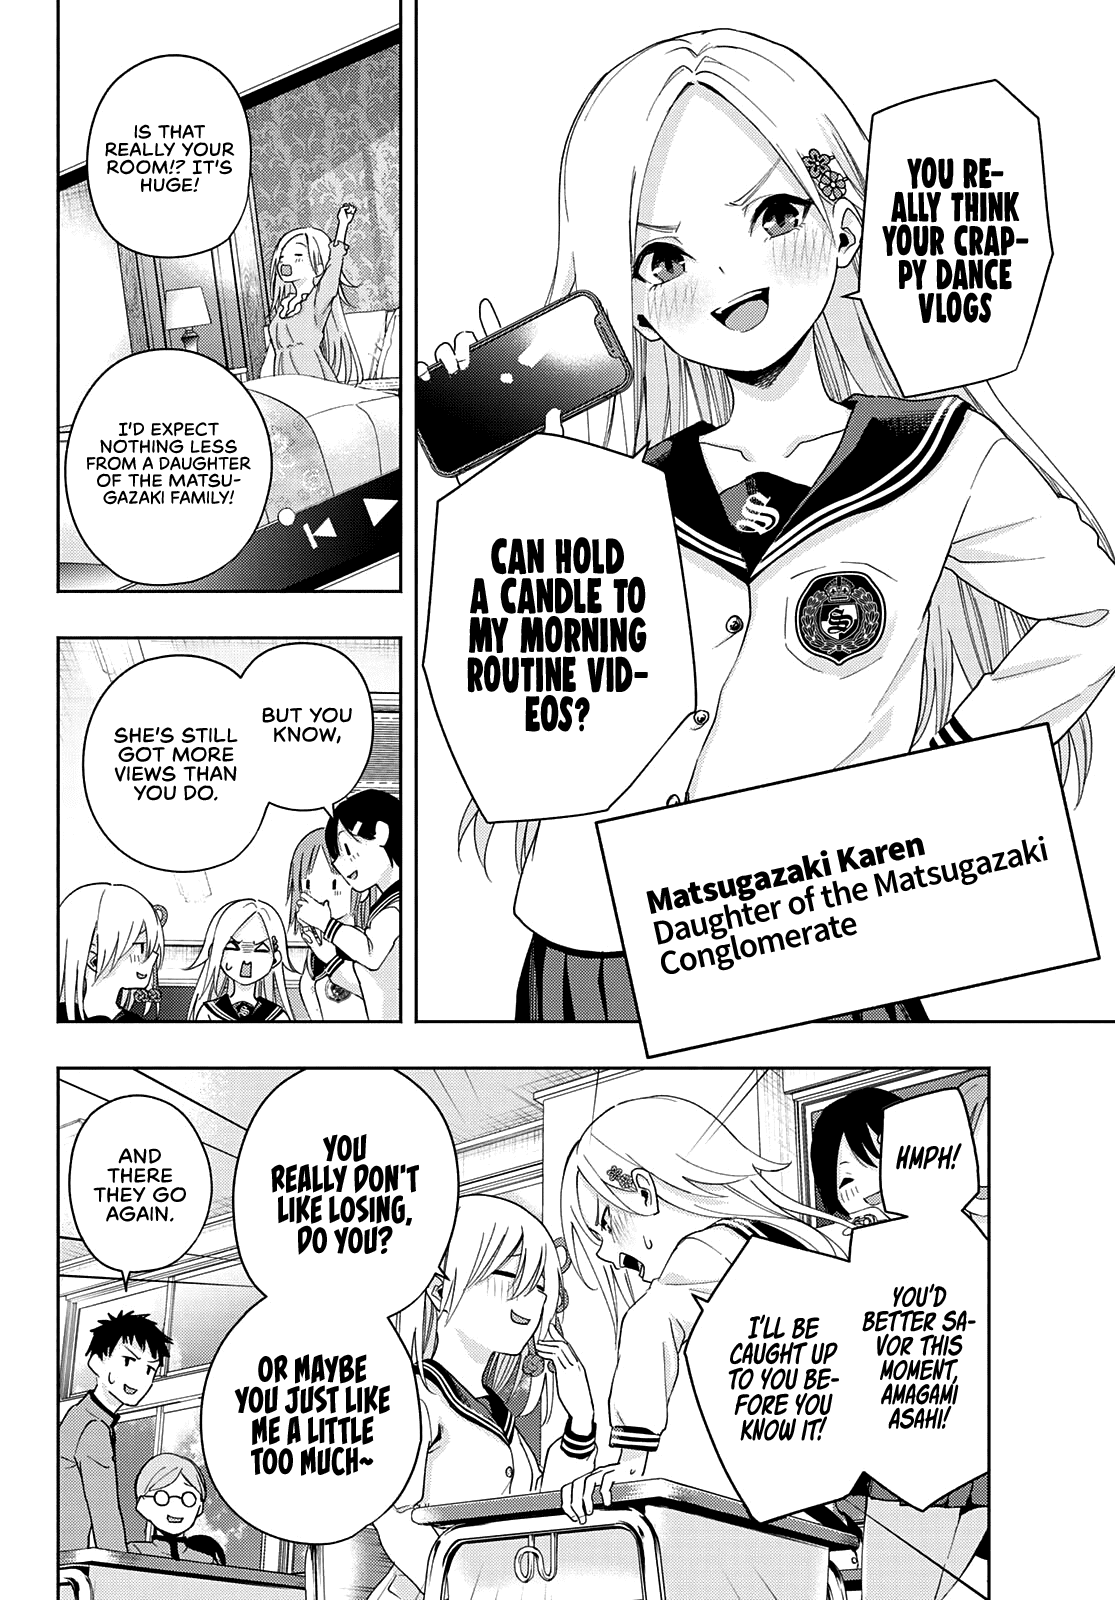 YOU RE-
ALLY THINK
YOUR CRAP-
PY DANCE
VLOGS
CAN HOLD
A CANDLE TO
MY MORNING
ROUTINE VID-
EOS?
Matsugazaki Karen
Daughter of the Matsugazaki
Conglomerate
IS THAT
REALLY YOUR
ROOM!? IT'S
HUGE!
I'D EXPECT
NOTHING LESS
FROM A DAUGHTER
OF THE MATSU-
GAZAKI FAMILY!
BUT YOU
KNOW,
SHE'S STILL
GOT MORE
VIEWS THAN
YOU DO.
HMPH!
YOU'D
BETTER SA-
VOR THIS
MOMENT,
AMAGAMI
ASAHI!
I'LL BE
CAUGHT UP
TO YOU BE-
FORE YOU
KNOW IT!
YOU
REALLY DON'T
LIKE LOSING,
DO YOU?
OR MAYBE
YOU JUST LIKE
ME A LITTLE
TOO MUCH~
AND
THERE
THEY GO
AGAIN.